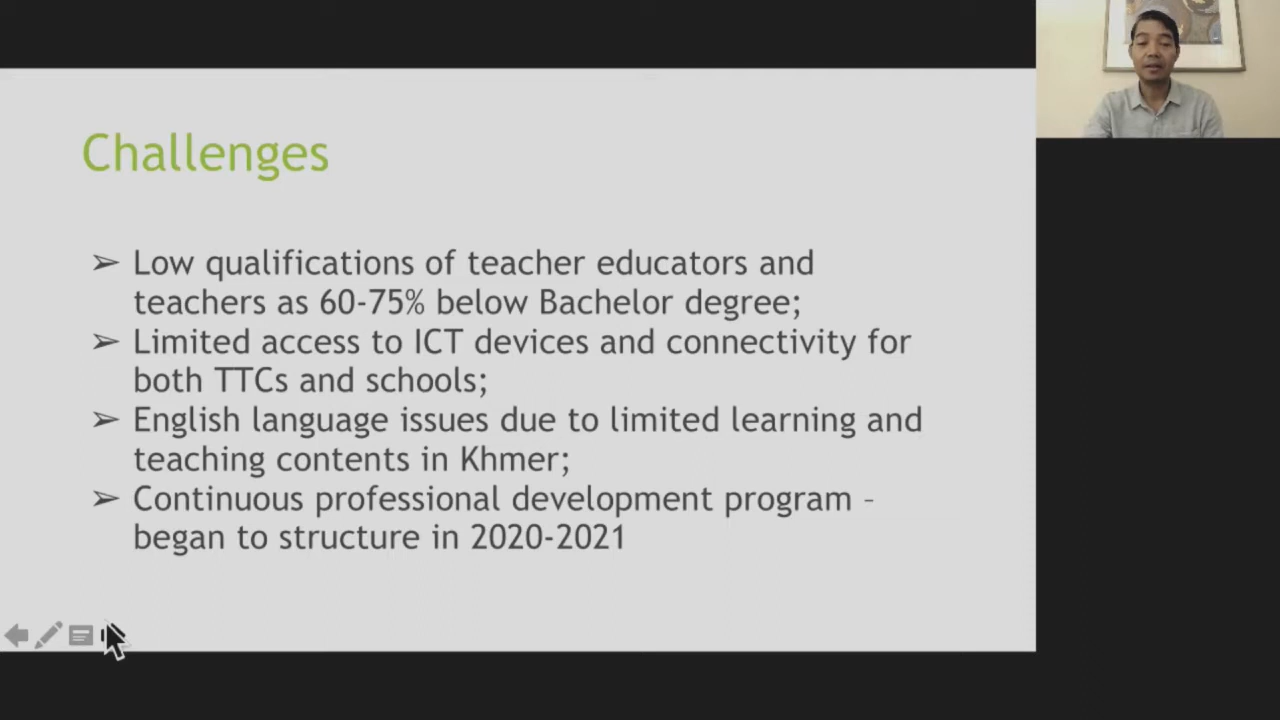 Challenges
➢ Low qualifications of teacher educators and
teachers as 60-75% below Bachelor degree;
➢ Limited access to ICT devices and connectivity for
both TTCs and schools;
➢ English language issues due to limited learning and
teaching contents in Khmer;
➢ Continuous professional development program –
began to structure in 2020-2021